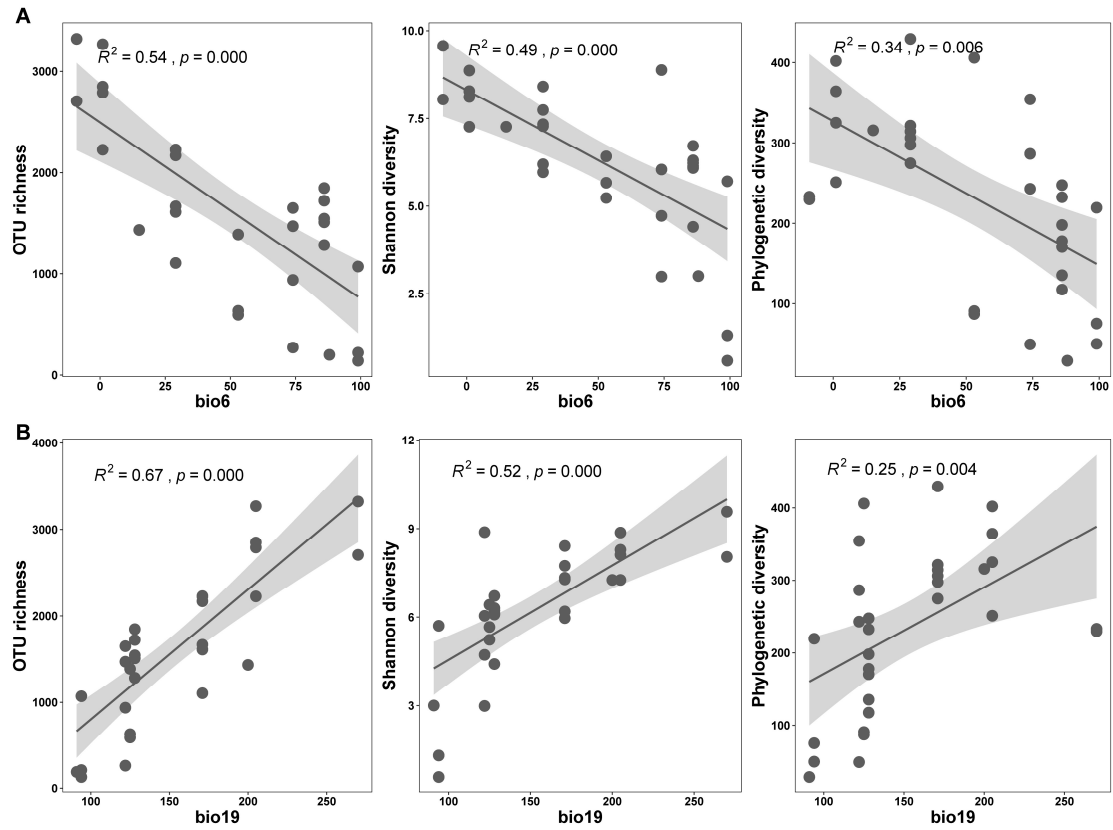 A
R² = 0.54 , p = 0.000
OTU richness
3000
2000
1000
0
0 25 50 75 100
bio6
R² = 0.49 , p = 0.000
Shannon diversity
10.0
7.5
5.0
2.5
0 25 50 75 100
bio6
R² = 0.34 , p = 0.006
Phylogenetic diversity
400
300
200
100
0 25 50 75 100
bio6
B
R² = 0.67 , p = 0.000
OTU richness
4000
3000
2000
1000
0
100 150 200 250
bio19
R² = 0.52 , p = 0.000
Shannon diversity
12
9
6
3
100 150 200 250
bio19
R² = 0.25 , p = 0.004
Phylogenetic diversity
400
300
200
100
100 150 200 250
bio19